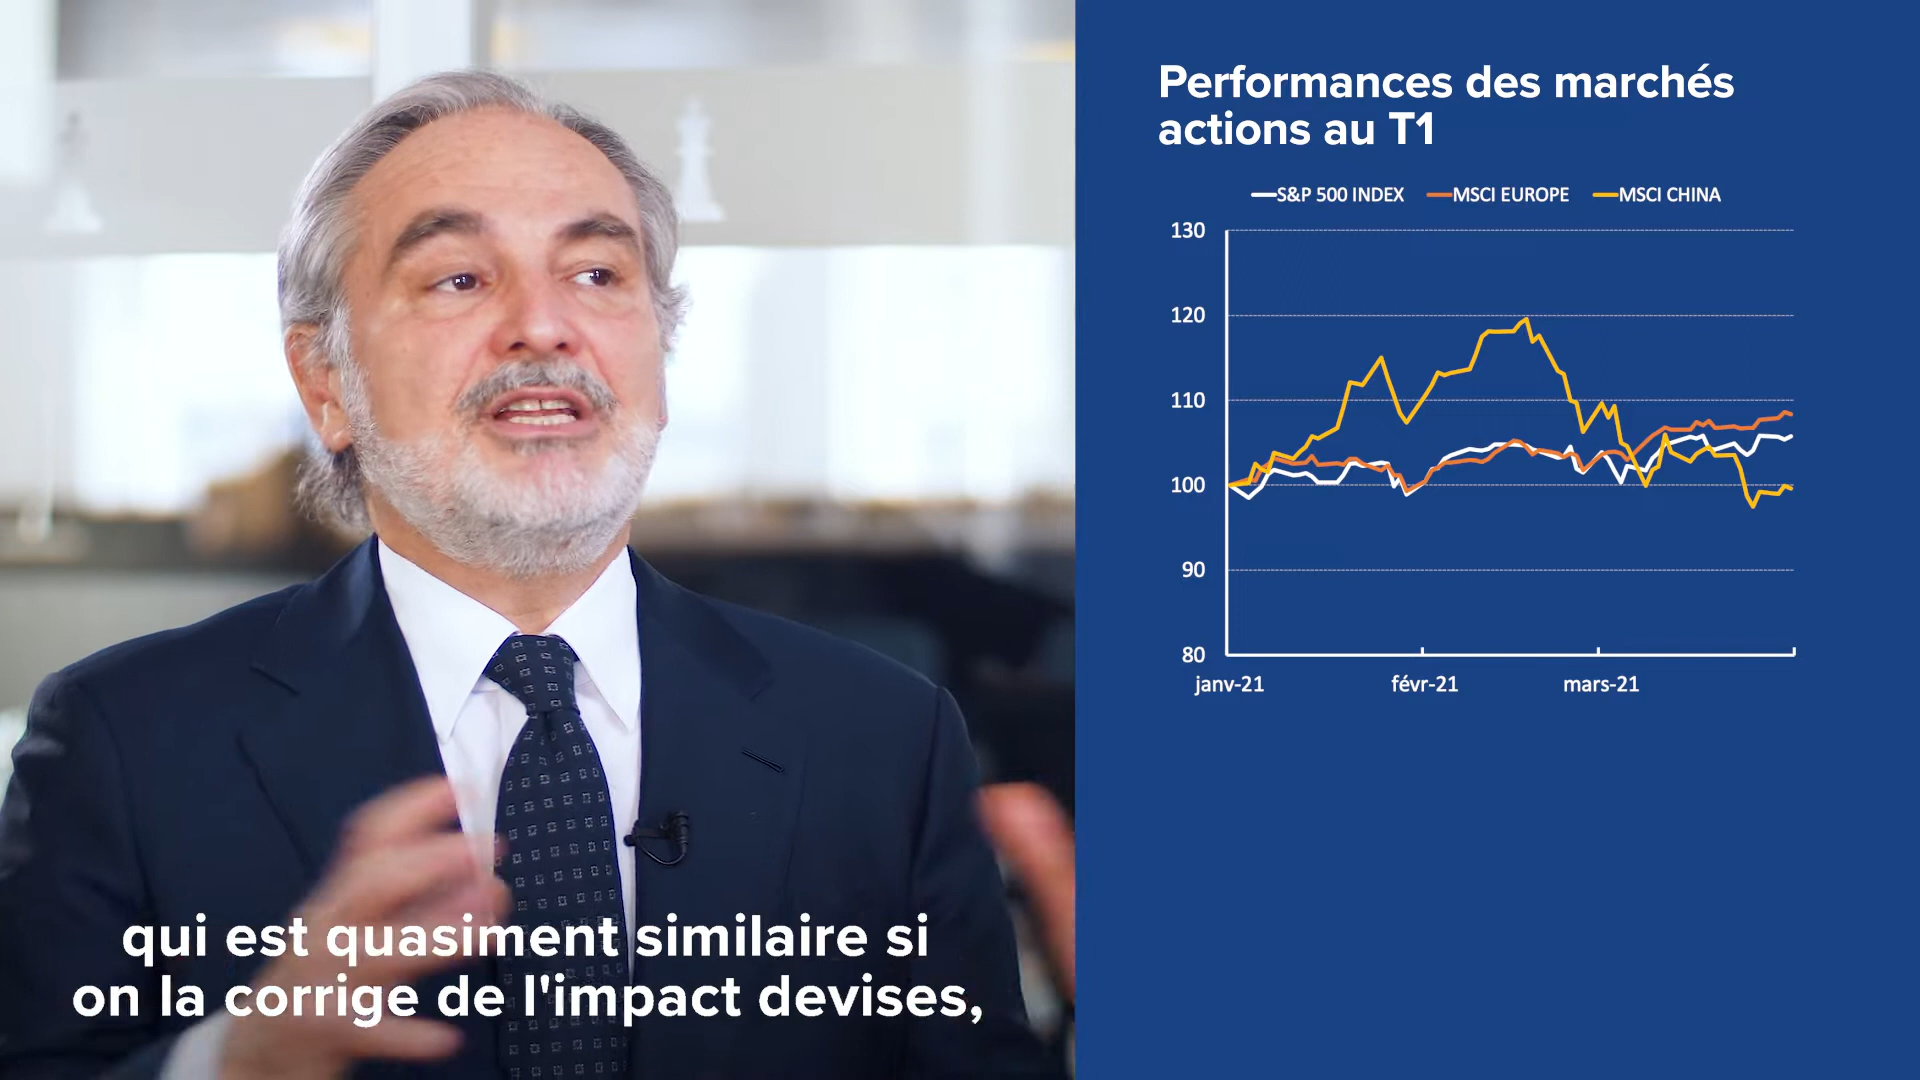 Performances des marchés
actions au T1
S&P 500 INDEX MSCI EUROPE MSCI CHINA
130
120
110
100
90
80
janv-21 févr-21 mars-21
qui est quasiment similaire si
on la corrige de l'impact devises,